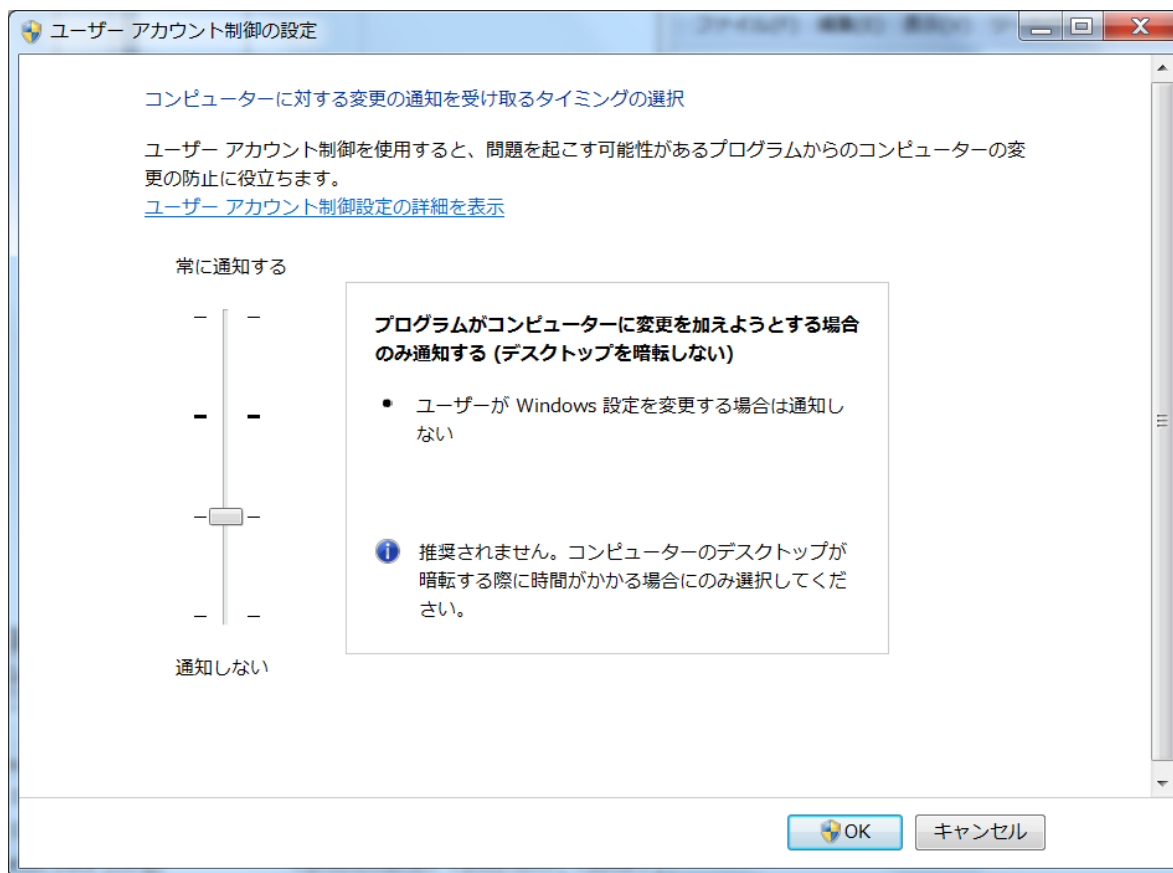 ユーザー アカウント制御の設定
コンピューターに対する変更の通知を受け取るタイミングの選択
ユーザー アカウント制御を使用すると、問題を起こす可能性があるプログラムからのコンピューターの変
更の防止に役立ちます。
ユーザー アカウント制御設定の詳細を表示
常に通知する
プログラムがコンピューターに変更を加えようとする場合
のみ通知する (デスクトップを暗転しない)
• ユーザーが Windows 設定を変更する場合は通知し
ない
推奨されません。コンピューターのデスクトップが
暗転する際に時間がかかる場合にのみ選択してくだ
さい。
通知しない
OK キャンセル